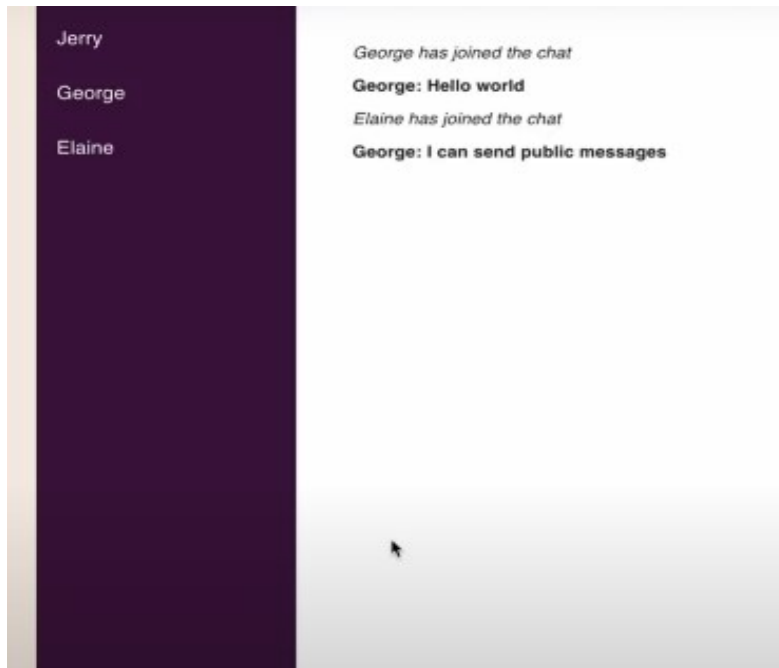 Jerry
George
Elaine
George has joined the chat
George: Hello world
Elaine has joined the chat
George: I can send public messages